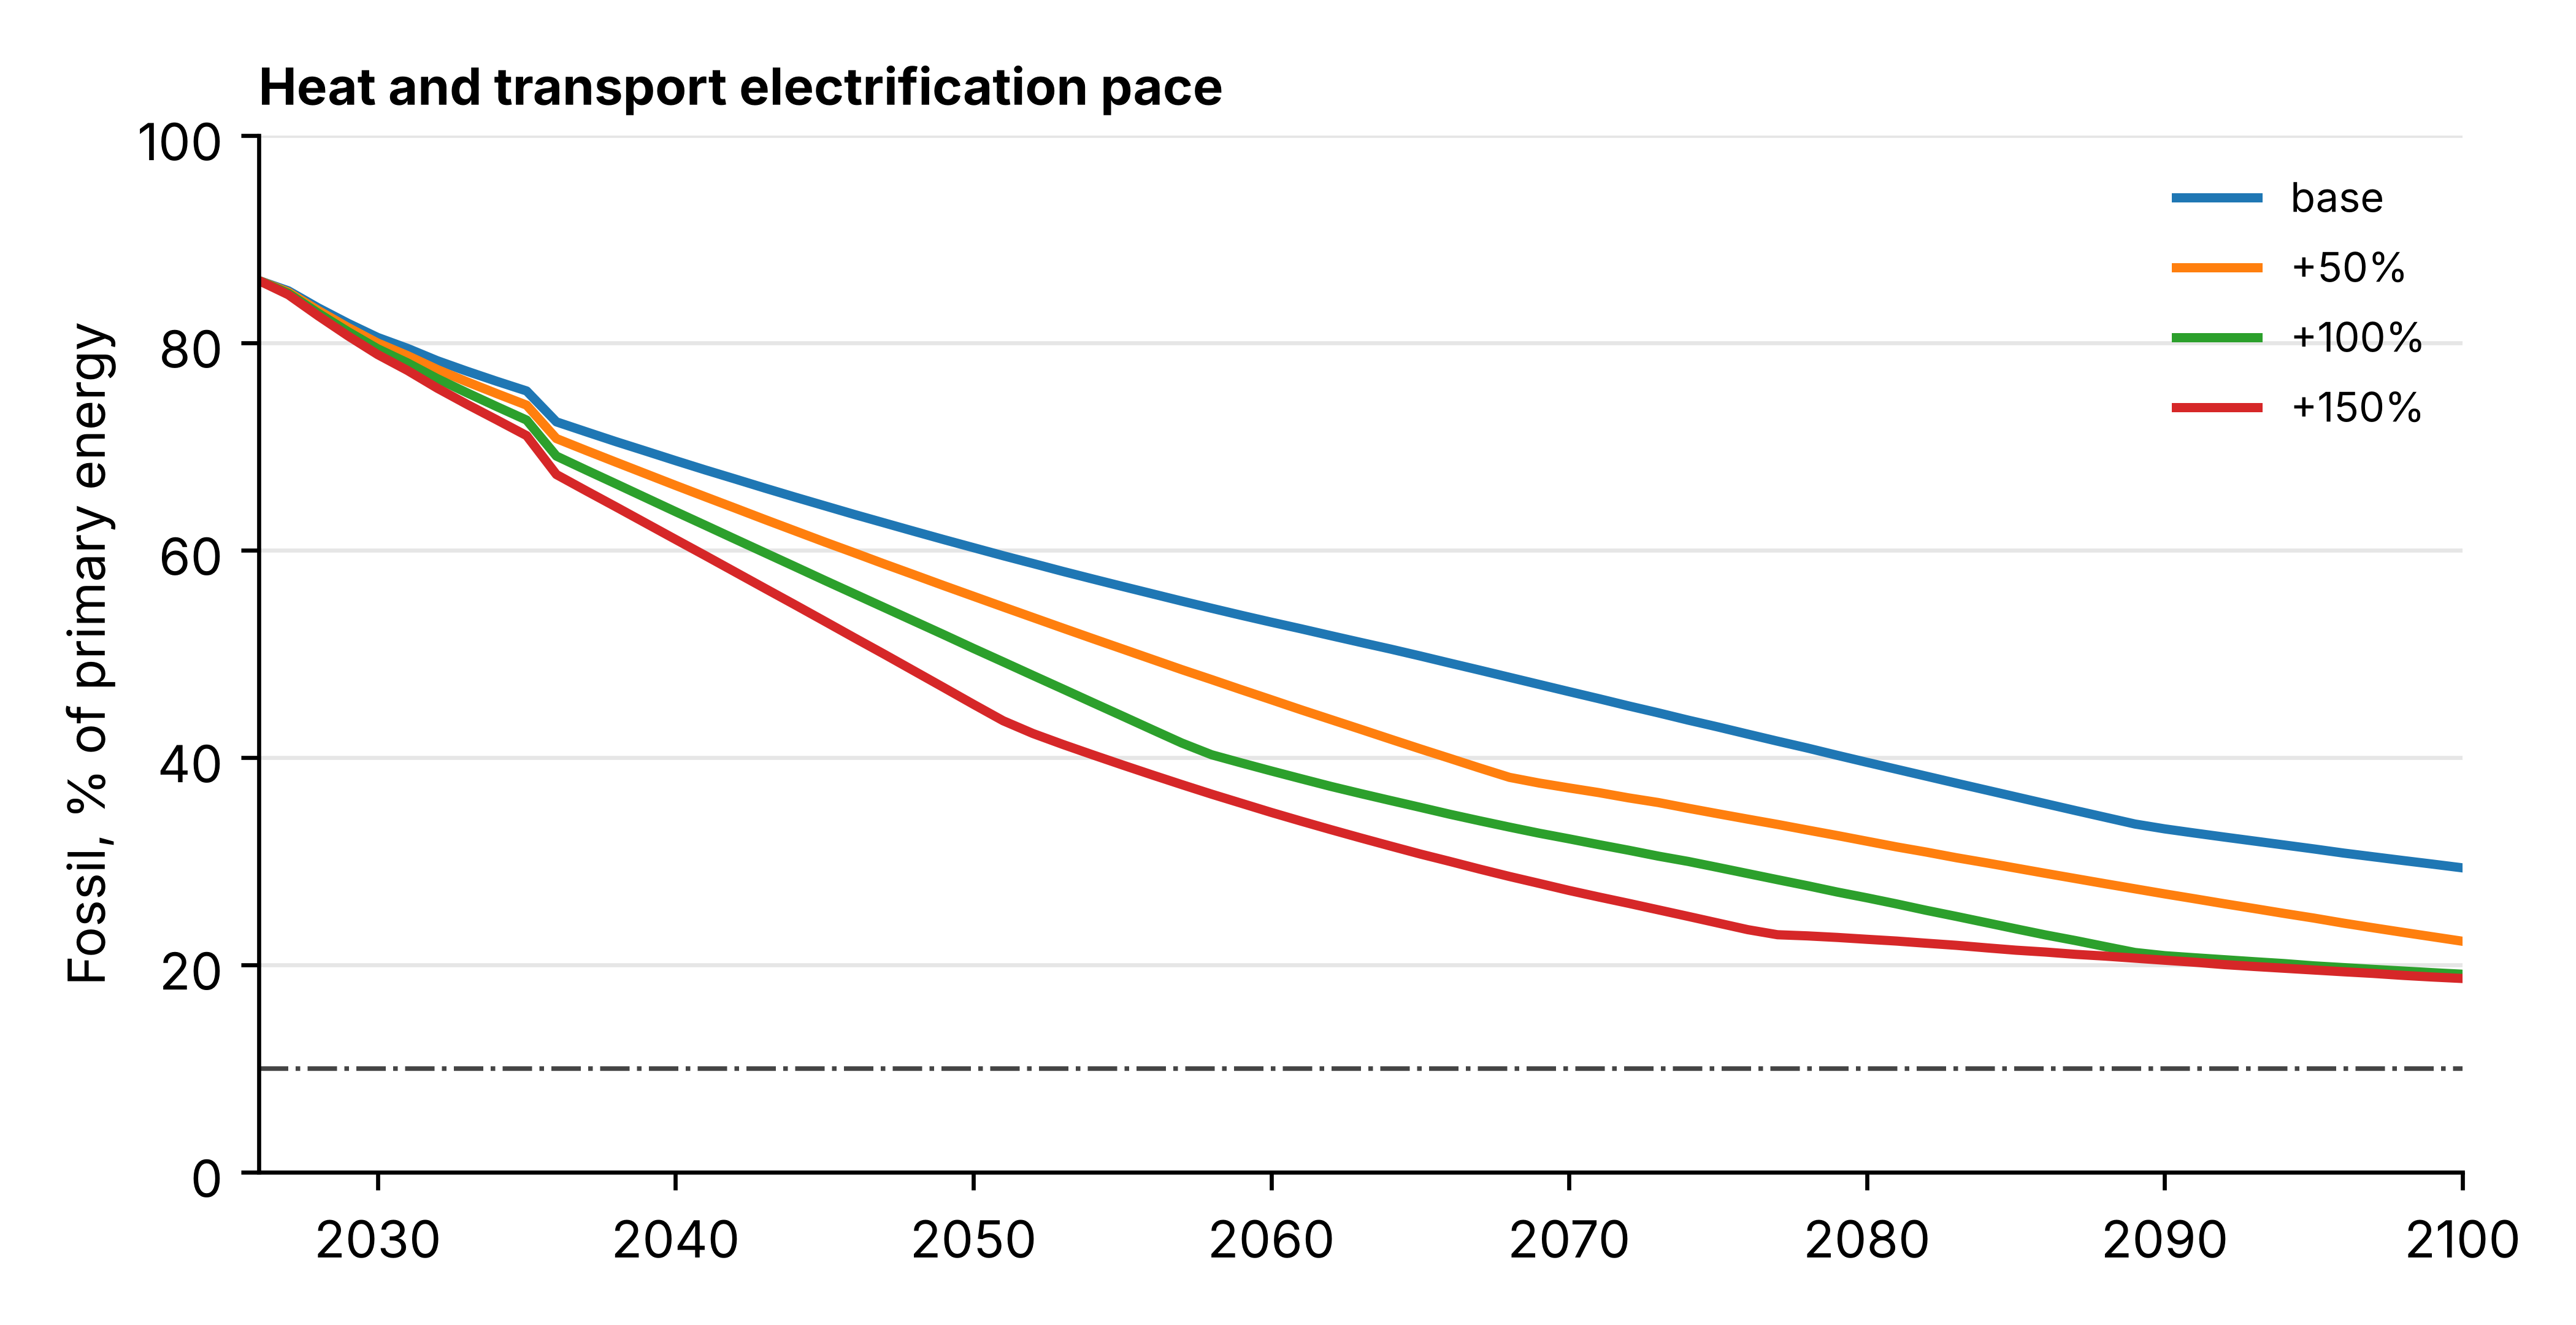 Heat and transport electrification pace
100
80
60
40
20
0
Fossil, % of primary energy
base
+50%
+100%
+150%
2030 2040 2050 2060 2070 2080 2090 2100